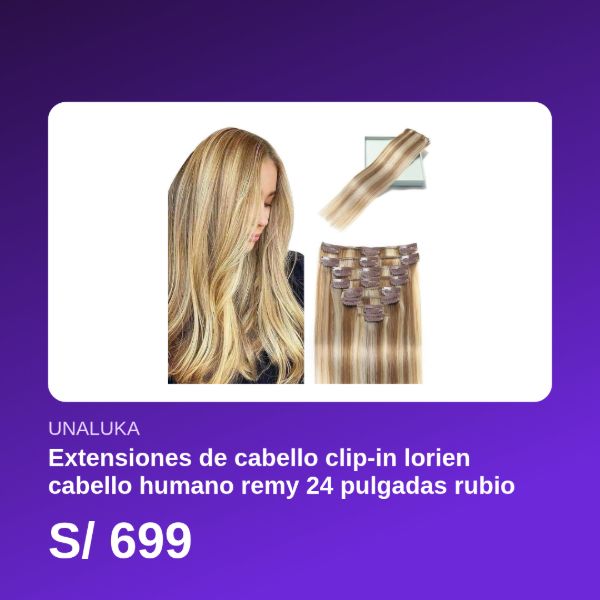 UNALUKA
Extensiones de cabello clip-in lorien
cabello humano remy 24 pulgadas rubio
S/ 699